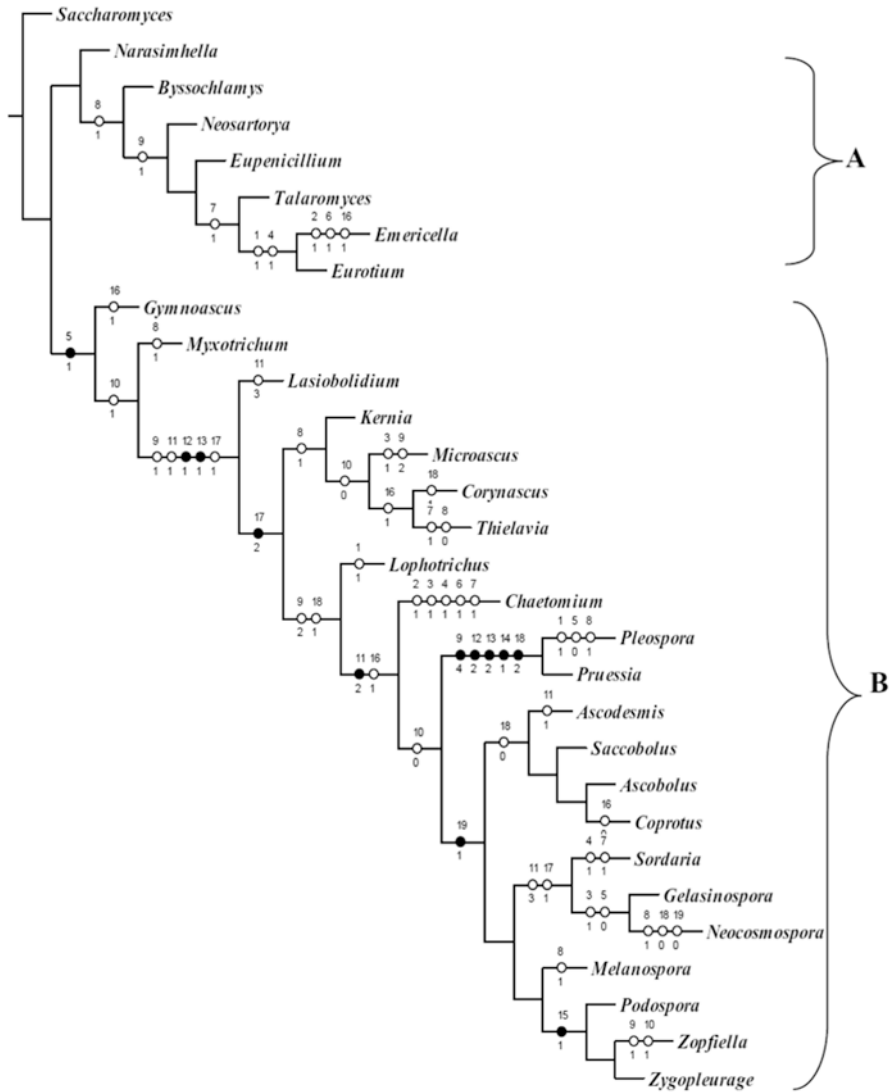 Saccharomyces
Narasimhella
Byssochlamys
8
1
Neosartorya
9
1
Eupenicillium
A
Talaromyces
7
1
2 6 16
Emericella
1 1 1
1 4
1 1
Eurotium
16
Gymnoascus
1
5
1
8
Myxotrichum
1
10
1
11
Lasiobolidium
3
9 11 12 13 17
1 1 1 1 1
Kernia
8
1
3 9
Microascus
1 2
10
0
18
Corynascus
16
1
7 8
Thielavia
1 0
17
2
1
Lophotrichus
1
9 18
2 1
2 3 4 6 7
Chaetomium
1 1 1 1 1
11 16
2 1
1 5 8
Pleospora
1 0 1
9 12 13 14 18
4 2 2 1 2
Pruessia
B
11
Ascodesmis
1
18
0
10
0
Saccobolus
Ascobolus
16
Coprotus
19
1
4 7
Sordaria
1 1
11 17
3 1
3 5
1 0
Gelasinospora
8 18 19
Neocosmospora
1 0 0
8
Melanospora
1
Podospora
15
1
9 10
Zopfiella
1 1
Zygopleurage